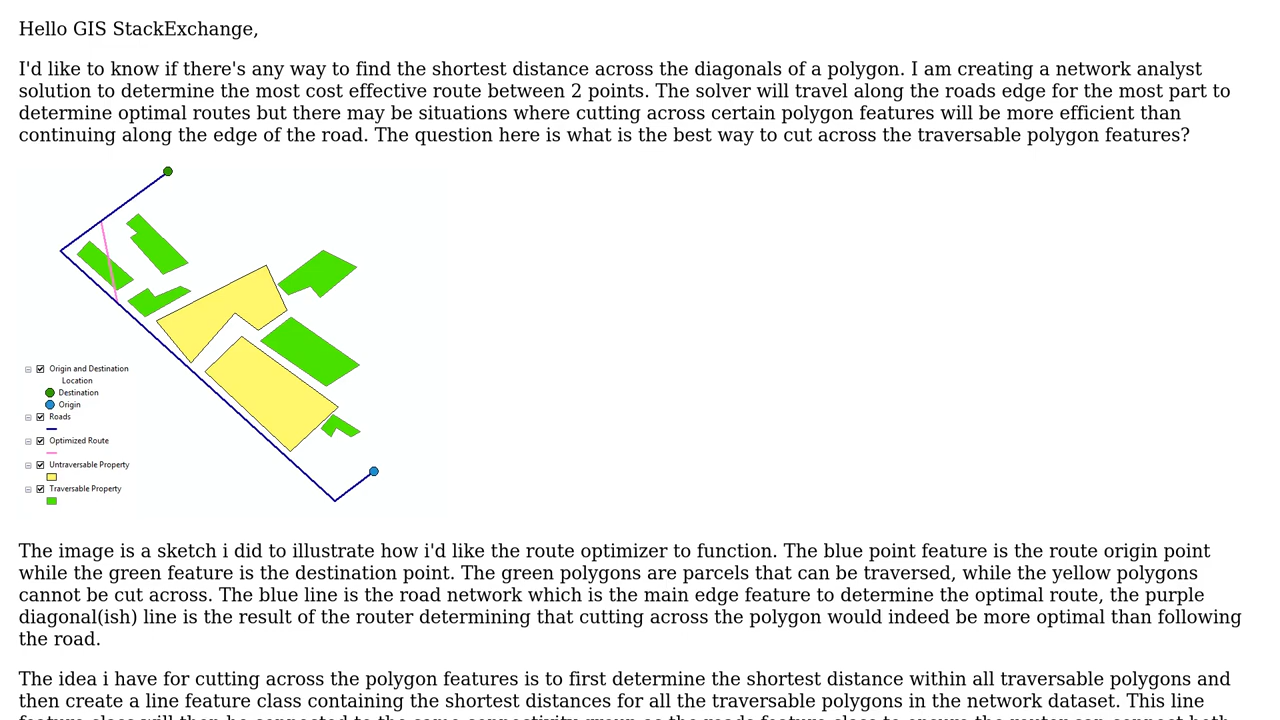 Hello GIS StackExchange,
I'd like to know if there's any way to find the shortest distance across the diagonals of a polygon. I am creating a network analyst
solution to determine the most cost effective route between 2 points. The solver will travel along the roads edge for the most part to
determine optimal routes but there may be situations where cutting across certain polygon features will be more efficient than
continuing along the edge of the road. The question here is what is the best way to cut across the traversable polygon features?
Origin and Destination
Location
Destination
Origin
Roads
Optimized Route
Untraversable Property
Traversable Property
The image is a sketch i did to illustrate how i'd like the route optimizer to function. The blue point feature is the route origin point
while the green feature is the destination point. The green polygons are parcels that can be traversed, while the yellow polygons
cannot be cut across. The blue line is the road network which is the main edge feature to determine the optimal route, the purple
diagonal(ish) line is the result of the router determining that cutting across the polygon would indeed be more optimal than following
the road.
The idea i have for cutting across the polygon features is to first determine the shortest distance within all traversable polygons and
then create a line feature class containing the shortest distances for all the traversable polygons in the network dataset. This line